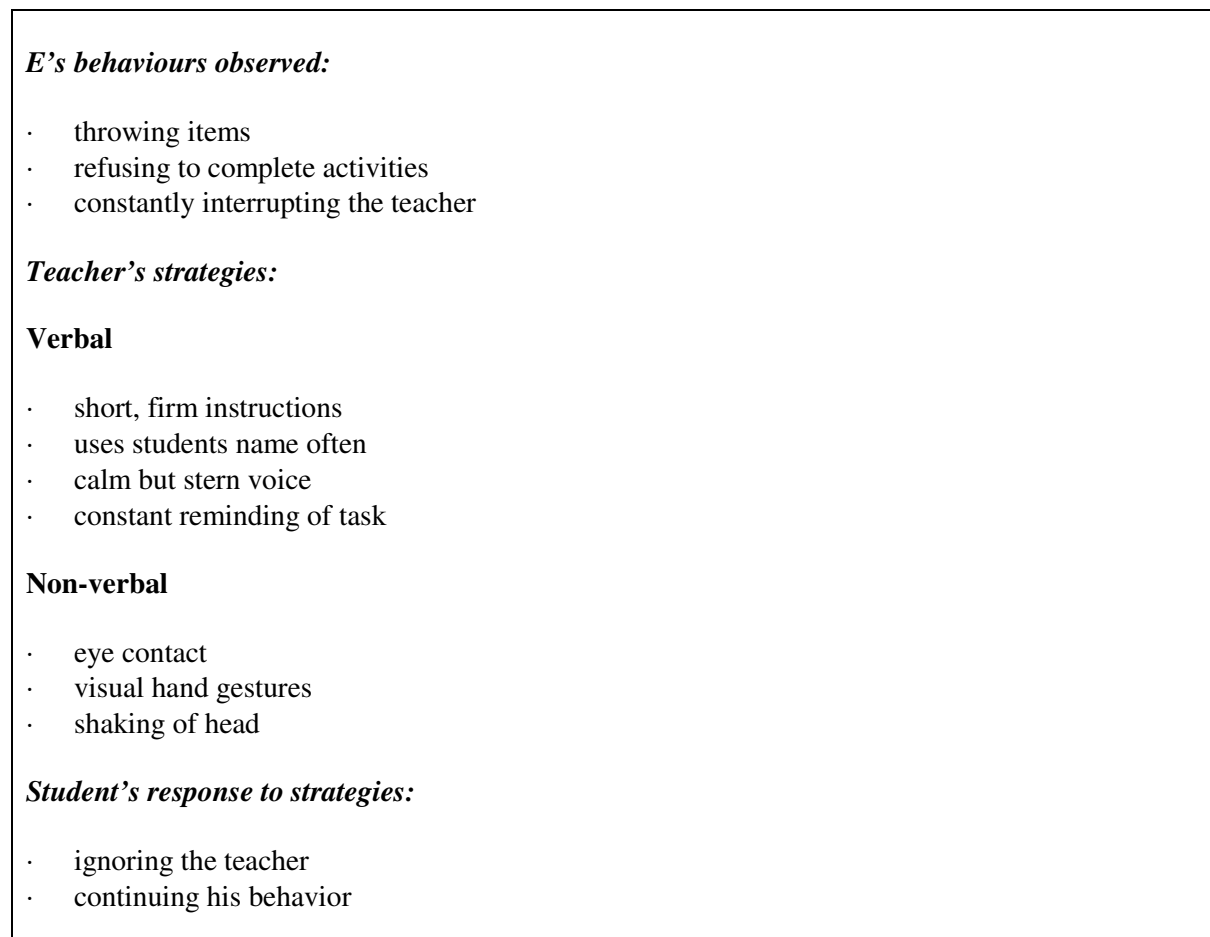 E’s behaviours observed:
· throwing items
· refusing to complete activities
· constantly interrupting the teacher
Teacher’s strategies:
Verbal
· short, firm instructions
· uses students name often
· calm but stern voice
· constant reminding of task
Non-verbal
· eye contact
· visual hand gestures
· shaking of head
Student’s response to strategies:
· ignoring the teacher
· continuing his behavior